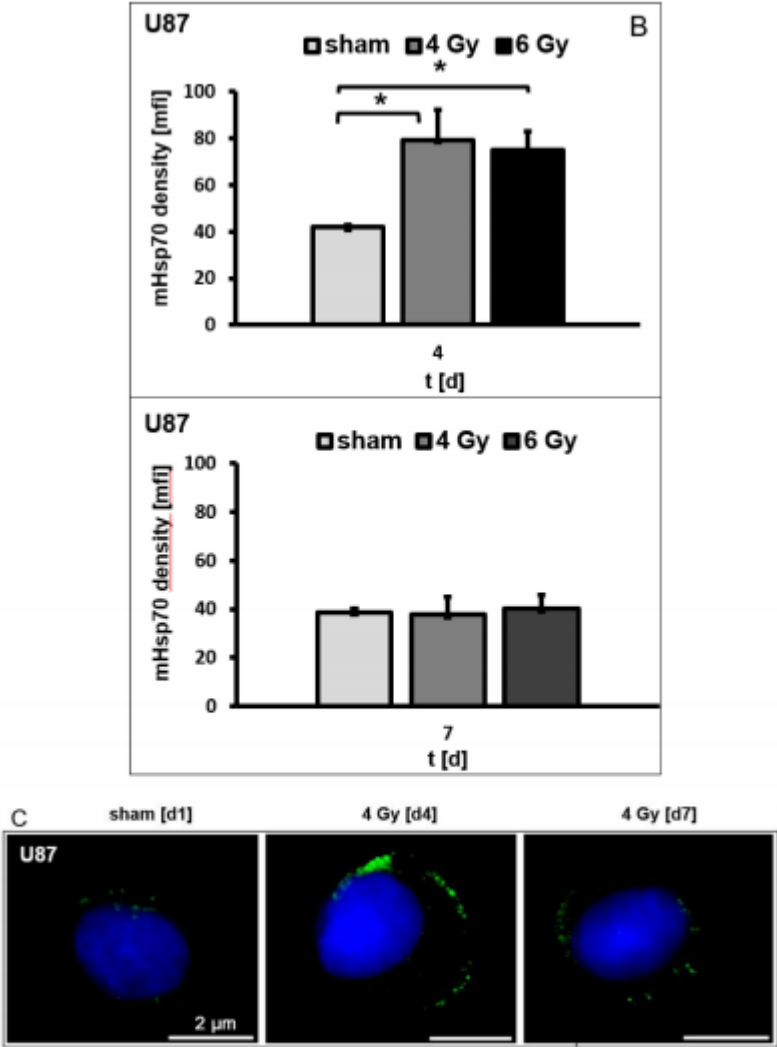 U87
B
sham 4 Gy 6 Gy
*
*
mHsp70 density [mfi]
100
80
60
40
20
0
4
t [d]
U87
sham 4 Gy 6 Gy
mHsp70 density [mfi]
100
80
60
40
20
0
7
t [d]
C
sham [d1] 4 Gy [d4] 4 Gy [d7]
U87
2 µm